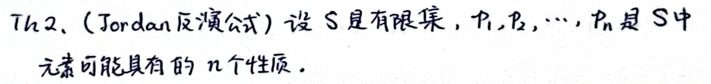 Th2. (Jordan反演公式) 设 S 是有限集, P₁, P₂, ⋯, Pₙ 是 S 中
元素可能具有的 n 个性质.